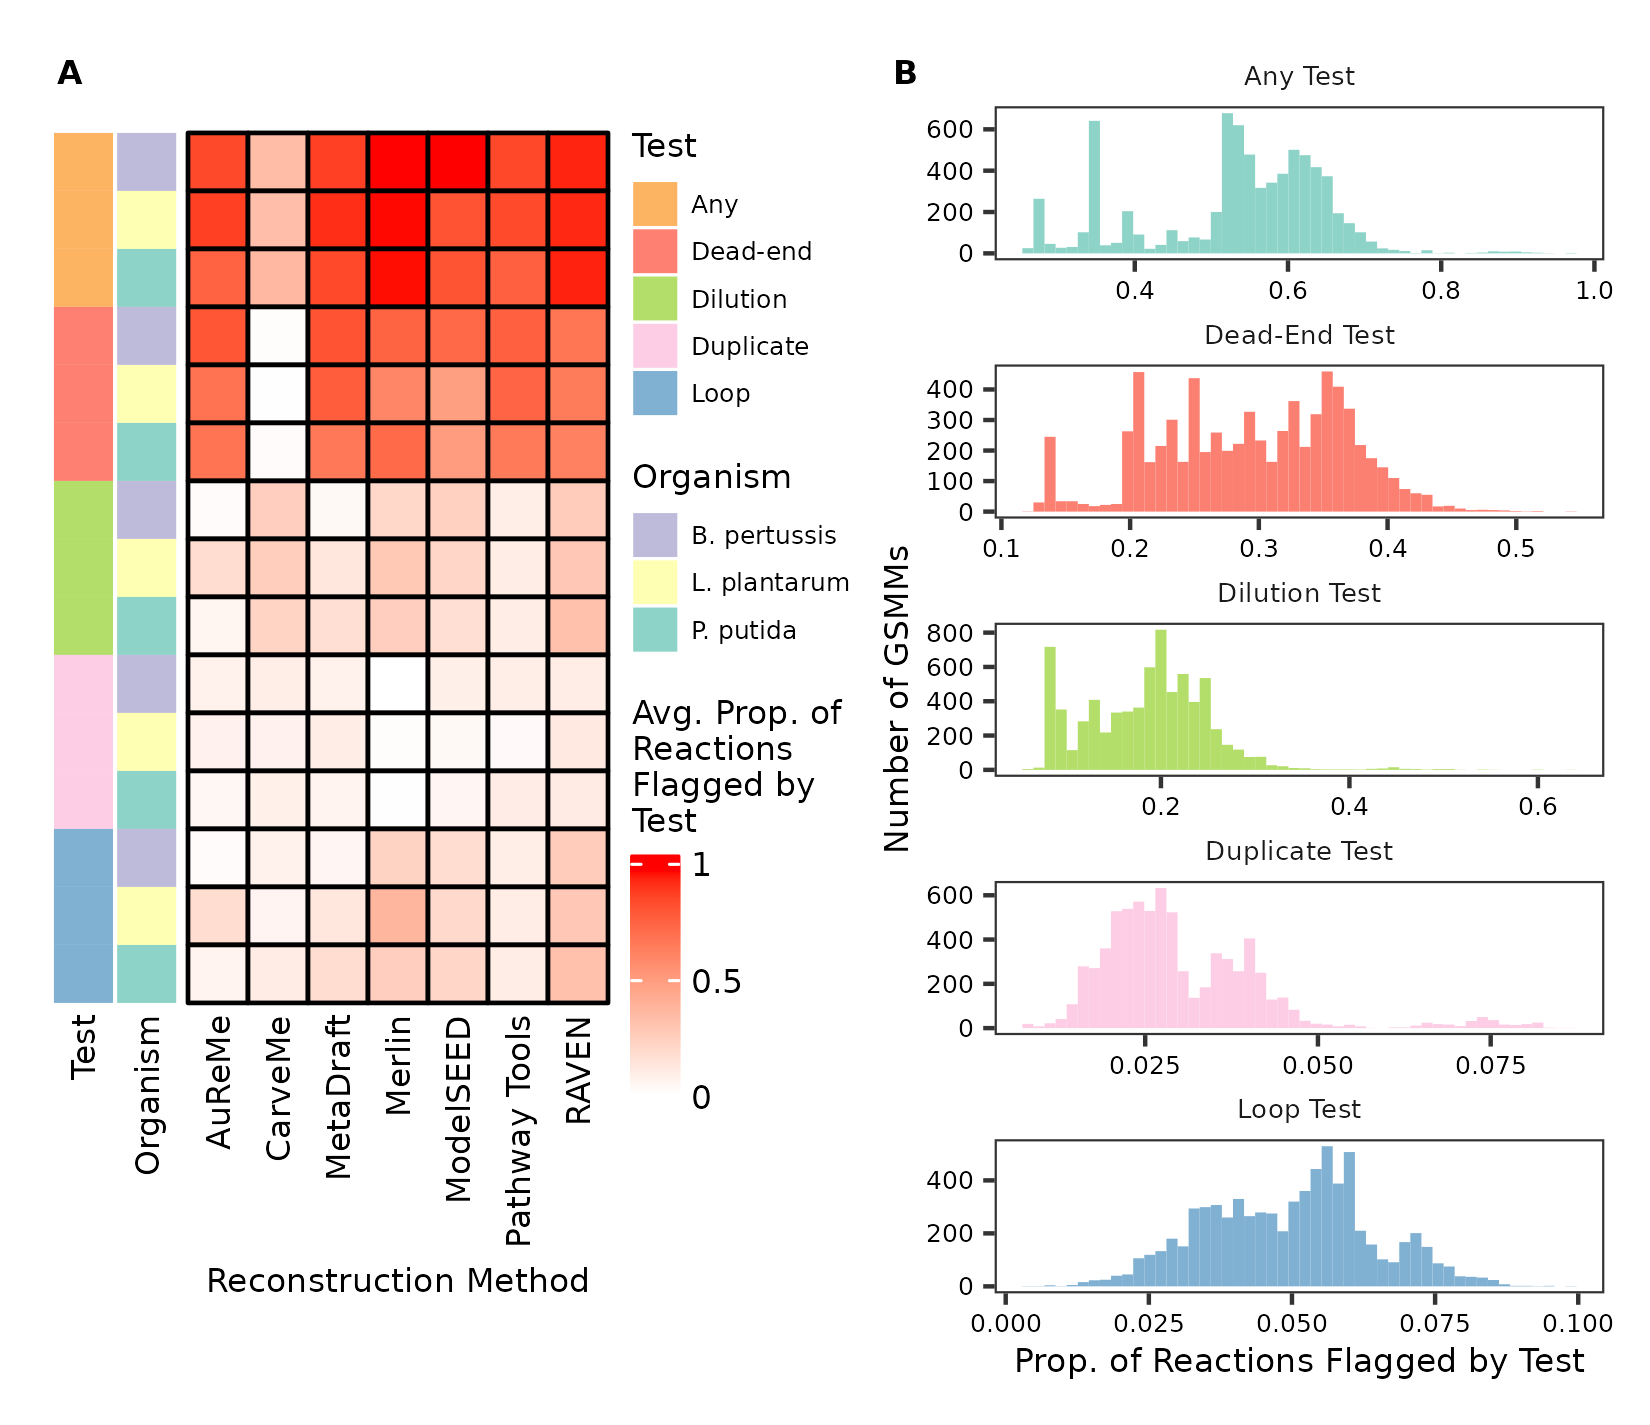 A
Test
Any
Dead-end
Dilution
Duplicate
Loop
Organism
B. pertussis
L. plantarum
P. putida
Avg. Prop. of
Reactions
Flagged by
Test
1
0.5
0
Test
Organism
AuReMe
CarveMe
MetaDraft
Merlin
ModelSEED
Pathway Tools
RAVEN
Reconstruction Method
B
Number of GSMMs
Any Test
600
400
200
0
0.4 0.6 0.8 1.0
Dead-End Test
400
300
200
100
0
0.1 0.2 0.3 0.4 0.5
Dilution Test
800
600
400
200
0
0.2 0.4 0.6
Duplicate Test
600
400
200
0
0.025 0.050 0.075
Loop Test
400
200
0
0.000 0.025 0.050 0.075 0.100
Prop. of Reactions Flagged by Test